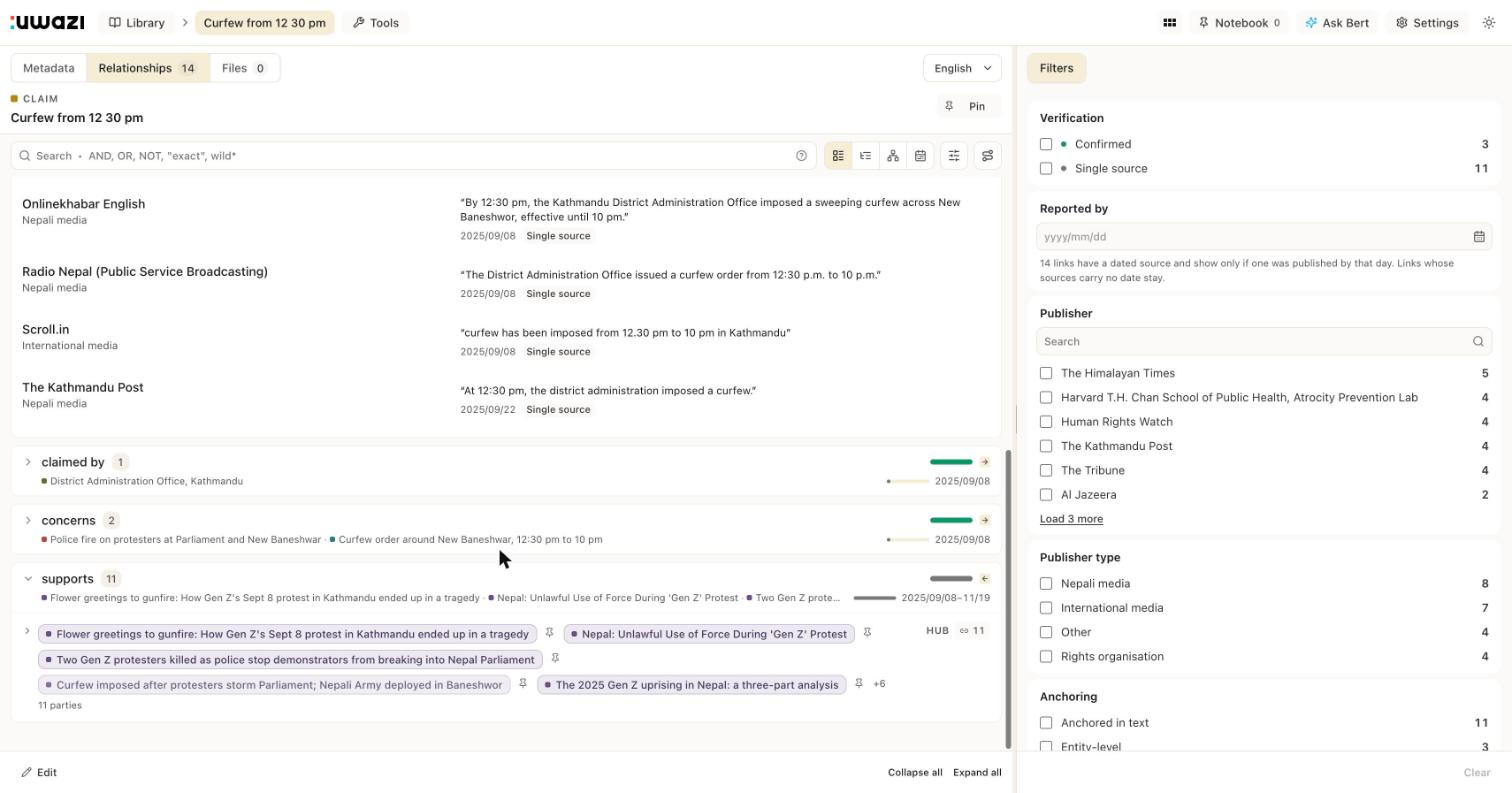 :uwazi
Library
Curfew from 12 30 pm
Tools
Notebook 0
Ask Bert
Settings
Metadata
Relationships 14
Files 0
English
CLAIM
Curfew from 12 30 pm
Pin
Search • AND, OR, NOT, "exact", wild*
Onlinekhabar English
Nepali media
“By 12:30 pm, the Kathmandu District Administration Office imposed a sweeping curfew across New
Baneshwor, effective until 10 pm.”
2025/09/08 Single source
Radio Nepal (Public Service Broadcasting)
Nepali media
“The District Administration Office issued a curfew order from 12:30 p.m. to 10 p.m.”
2025/09/08 Single source
Scroll.in
International media
“curfew has been imposed from 12.30 pm to 10 pm in Kathmandu”
2025/09/08 Single source
The Kathmandu Post
Nepali media
“At 12:30 pm, the district administration imposed a curfew.”
2025/09/22 Single source
claimed by 1
District Administration Office, Kathmandu
2025/09/08
concerns 2
Police fire on protesters at Parliament and New Baneshwar · Curfew order around New Baneshwar, 12:30 pm to 10 pm
2025/09/08
supports 11
Flower greetings to gunfire: How Gen Z's Sept 8 protest in Kathmandu ended up in a tragedy · Nepal: Unlawful Use of Force During 'Gen Z' Protest · Two Gen Z prote...
2025/09/08–11/19
Flower greetings to gunfire: How Gen Z's Sept 8 protest in Kathmandu ended up in a tragedy
Nepal: Unlawful Use of Force During 'Gen Z' Protest
HUB 11
Two Gen Z protesters killed as police stop demonstrators from breaking into Nepal Parliament
Curfew imposed after protesters storm Parliament; Nepali Army deployed in Baneshwor
The 2025 Gen Z uprising in Nepal: a three-part analysis
+6
11 parties
Edit
Collapse all
Expand all
Filters
Verification
Confirmed 3
Single source 11
Reported by
yyyy/mm/dd
14 links have a dated source and show only if one was published by that day. Links whose
sources carry no date stay.
Publisher
Search
The Himalayan Times 5
Harvard T.H. Chan School of Public Health, Atrocity Prevention Lab 4
Human Rights Watch 4
The Kathmandu Post 4
The Tribune 4
Al Jazeera 2
Load 3 more
Publisher type
Nepali media 8
International media 7
Other 4
Rights organisation 4
Anchoring
Anchored in text 11
Entity-level 3
Clear